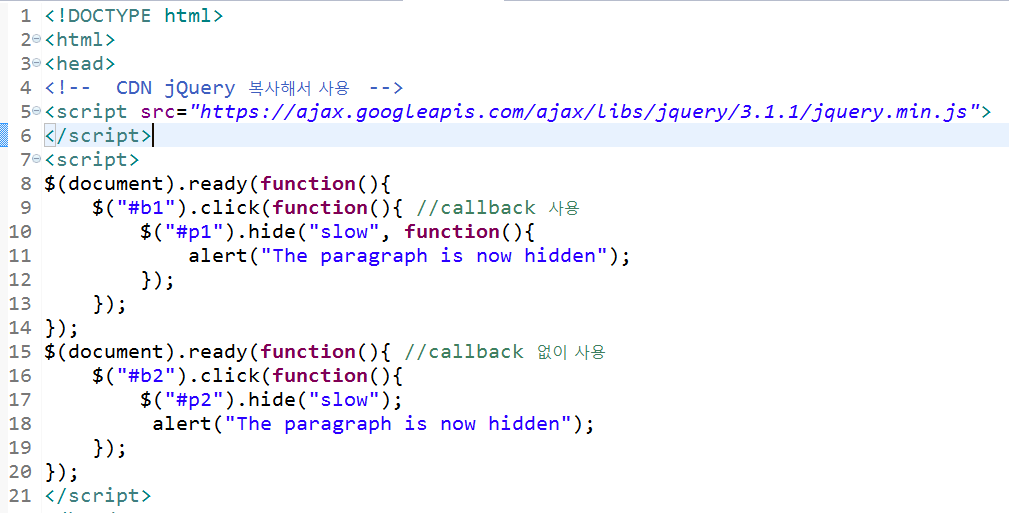 1 <!DOCTYPE html>
2 <html>
3 <head>
4 <!--  CDN jQuery 복사해서 사용  -->
5 <script src="https://ajax.googleapis.com/ajax/libs/jquery/3.1.1/jquery.min.js">
6 </script>
7 <script>
8 $(document).ready(function(){
9     $("#b1").click(function(){ //callback 사용
10         $("#p1").hide("slow", function(){
11             alert("The paragraph is now hidden");
12         });
13     });
14 });
15 $(document).ready(function(){ //callback 없이 사용
16     $("#b2").click(function(){
17         $("#p2").hide("slow");
18          alert("The paragraph is now hidden");
19     });
20 });
21 </script>